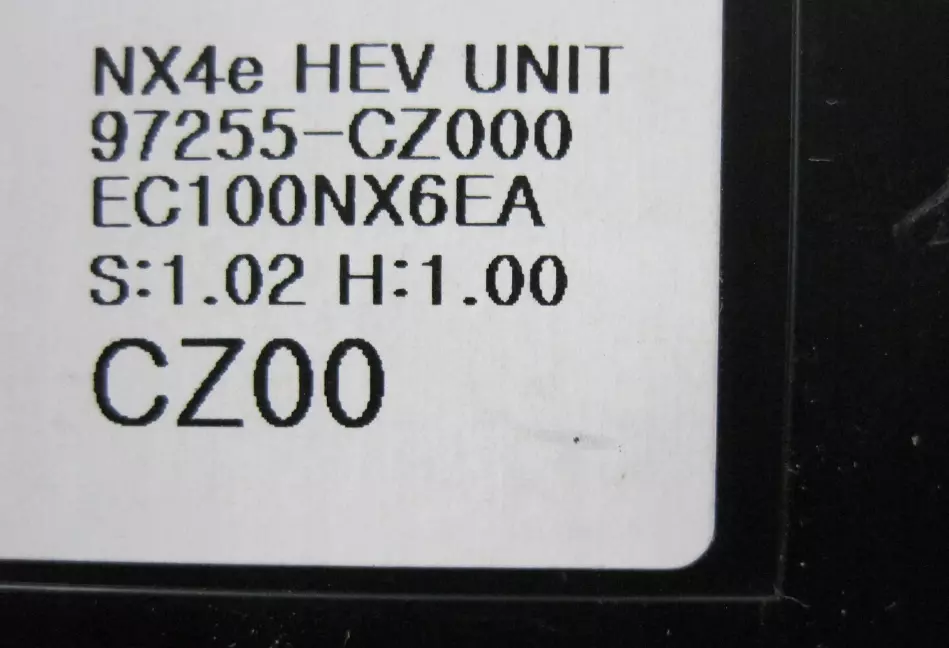 NX4e HEV UNIT
97255-CZ000
EC100NX6EA
S:1.02 H:1.00
CZ00